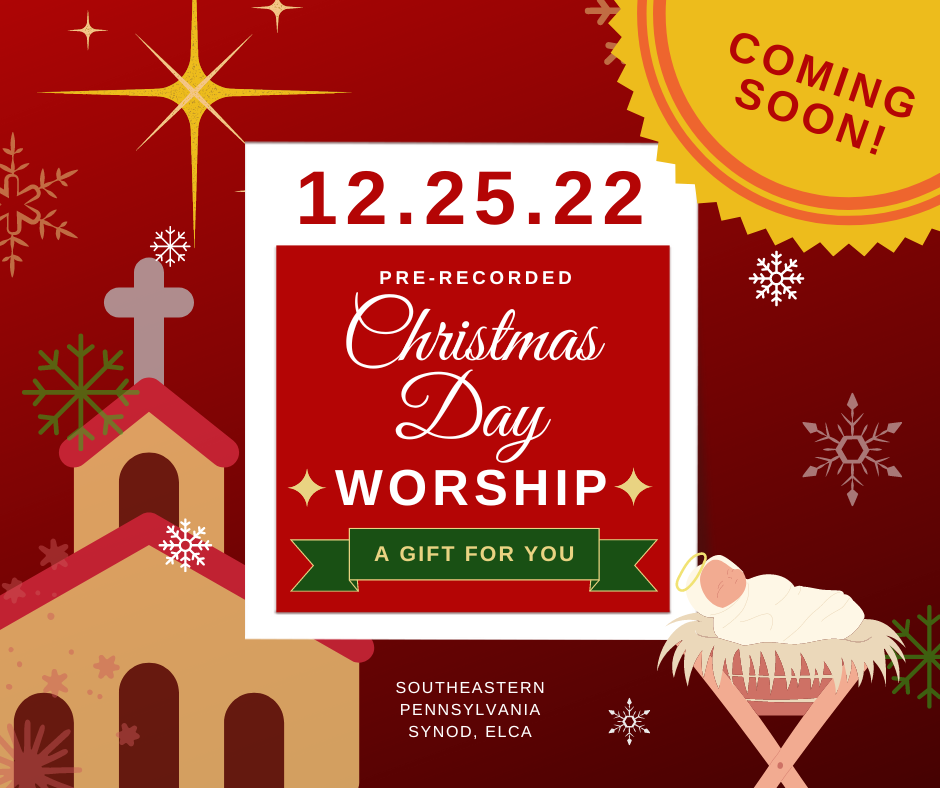 COMING
SOON!
12.25.22
PRE-RECORDED
Christmas
Day
WORSHIP
A GIFT FOR YOU
SOUTHEASTERN
PENNSYLVANIA
SYNOD, ELCA